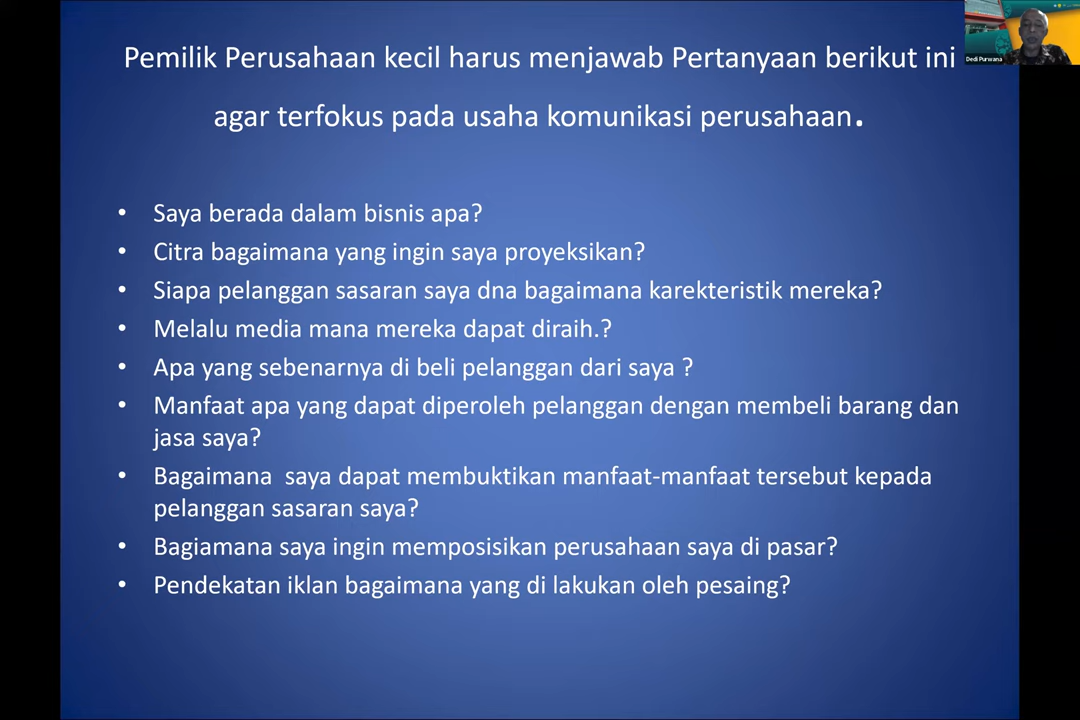 Pemilik Perusahaan kecil harus menjawab Pertanyaan berikut ini
agar terfokus pada usaha komunikasi perusahaan.
• Saya berada dalam bisnis apa?
• Citra bagaimana yang ingin saya proyeksikan?
• Siapa pelanggan sasaran saya dna bagaimana karekteristik mereka?
• Melalu media mana mereka dapat diraih.?
• Apa yang sebenarnya di beli pelanggan dari saya ?
• Manfaat apa yang dapat diperoleh pelanggan dengan membeli barang dan
jasa saya?
• Bagaimana  saya dapat membuktikan manfaat-manfaat tersebut kepada
pelanggan sasaran saya?
• Bagiamana saya ingin memposisikan perusahaan saya di pasar?
• Pendekatan iklan bagaimana yang di lakukan oleh pesaing?
Dedi Purwana